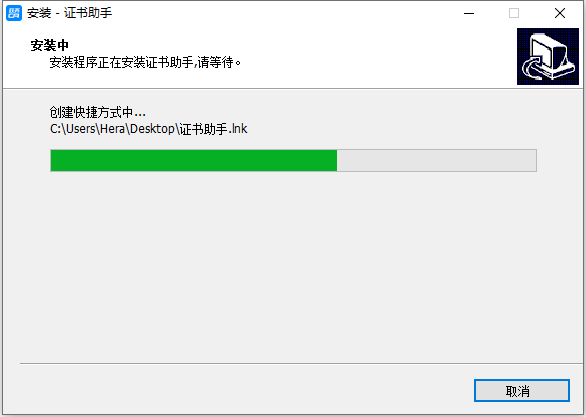 安装 - 证书助手
安装中
安装程序正在安装证书助手,请等待。
创建快捷方式中...
C:\Users\Hera\Desktop\证书助手.lnk
取消